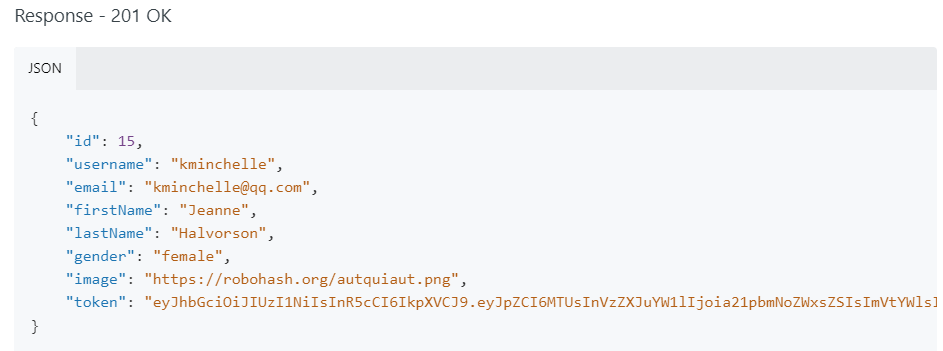 Response - 201 OK
JSON
{
"id": 15,
"username": "kminchelle",
"email": "kminchelle@qq.com",
"firstName": "Jeanne",
"lastName": "Halvorson",
"gender": "female",
"image": "https://robohash.org/autquiaut.png",
"token": "eyJhbGciOiJIUzI1NiIsInR5cCI6IkpXVCJ9.eyJpZCI6MTUsInVzZXJuYW1lIjoia21pbmNoZWxsZSIsImVtYWlsI
}